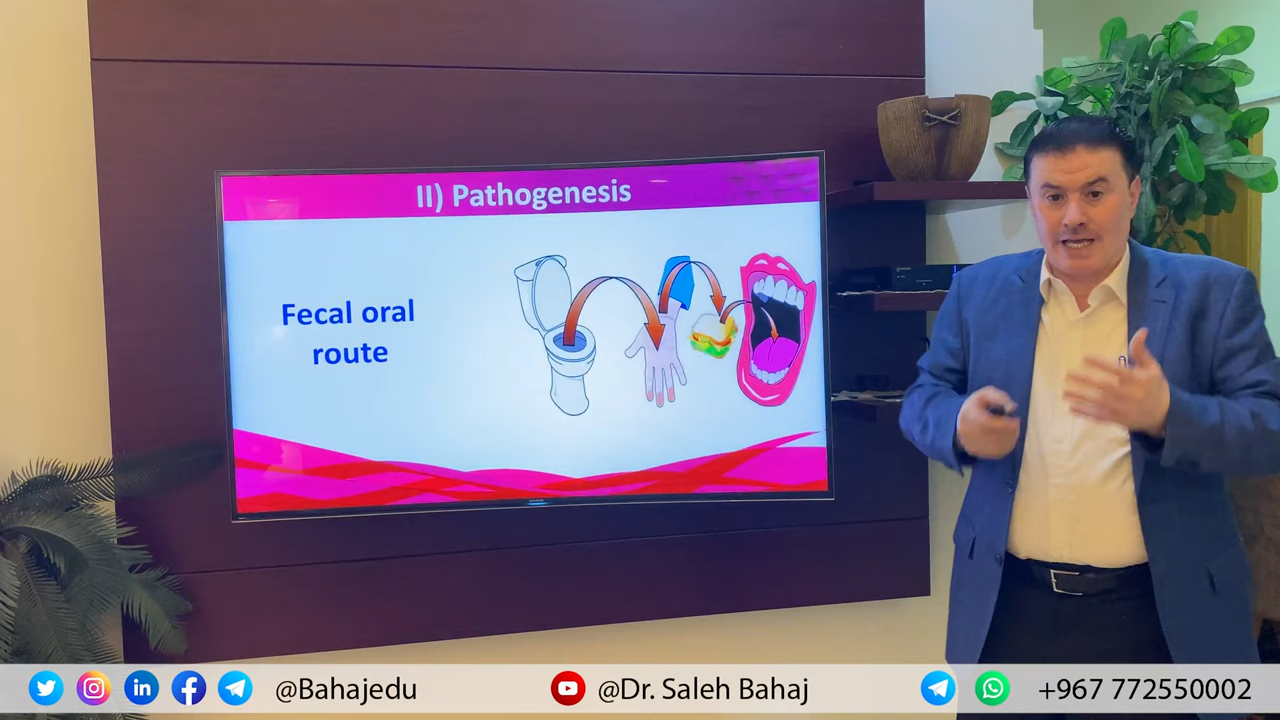 II) Pathogenesis
Fecal oral
route
@Bahajedu
@Dr. Saleh Bahaj
+967 772550002